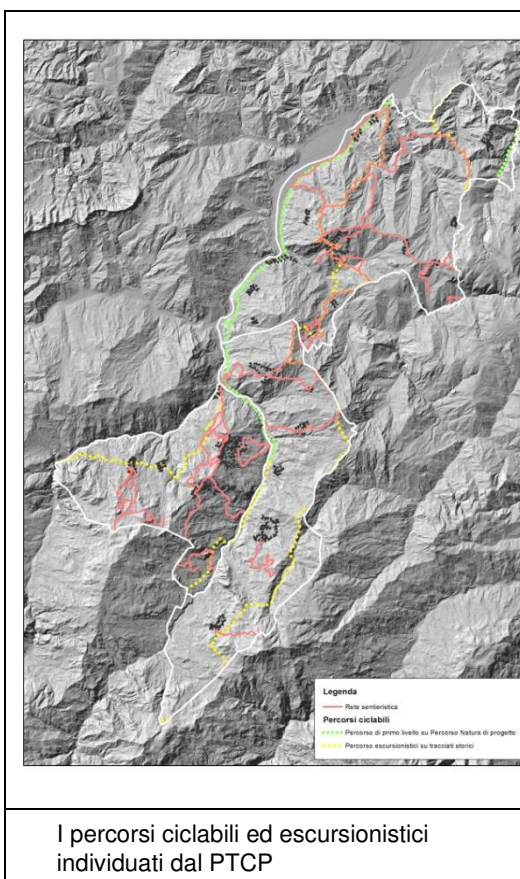 Legenda
Rete sentieristica
Percorsi ciclabili
Percorso di primo livello su Percorso Natura di progetto
Percorso escursionistici su tracciati storici
I percorsi ciclabili ed escursionistici
individuati dal PTCP